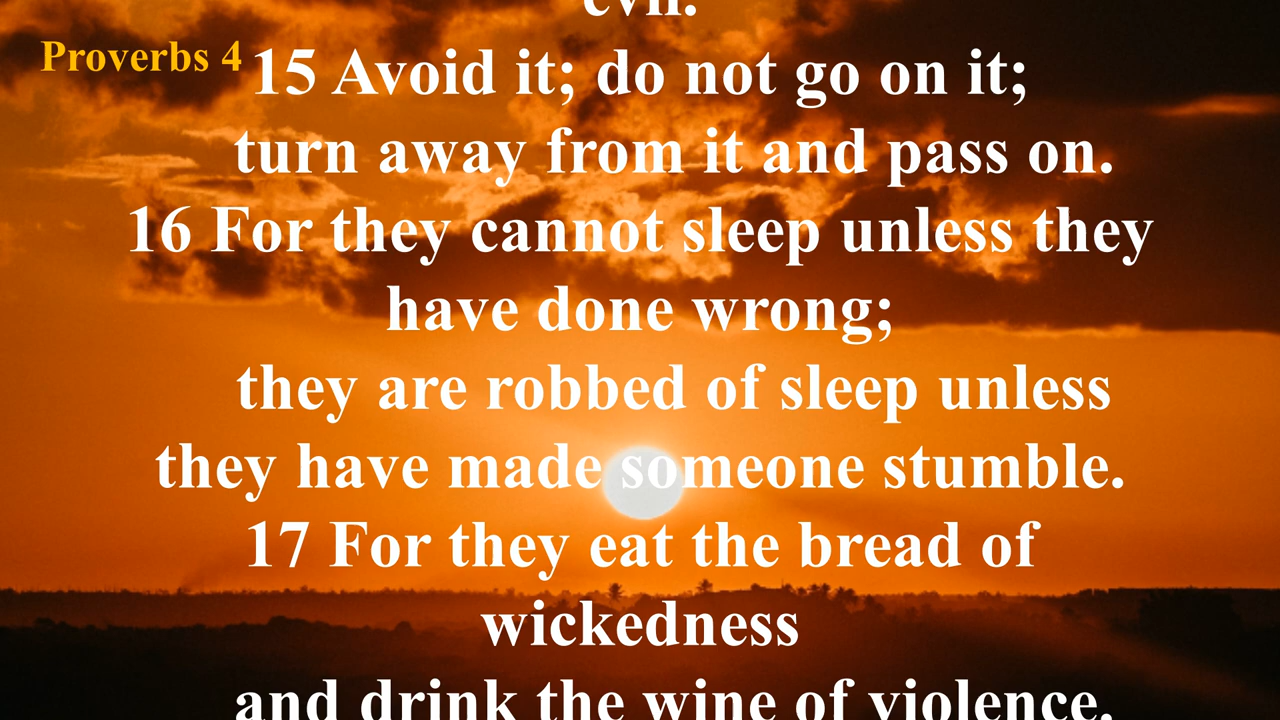 evil.
Proverbs 4
15 Avoid it; do not go on it;
turn away from it and pass on.
16 For they cannot sleep unless they
have done wrong;
they are robbed of sleep unless
they have made someone stumble.
17 For they eat the bread of
wickedness
and drink the wine of violence.